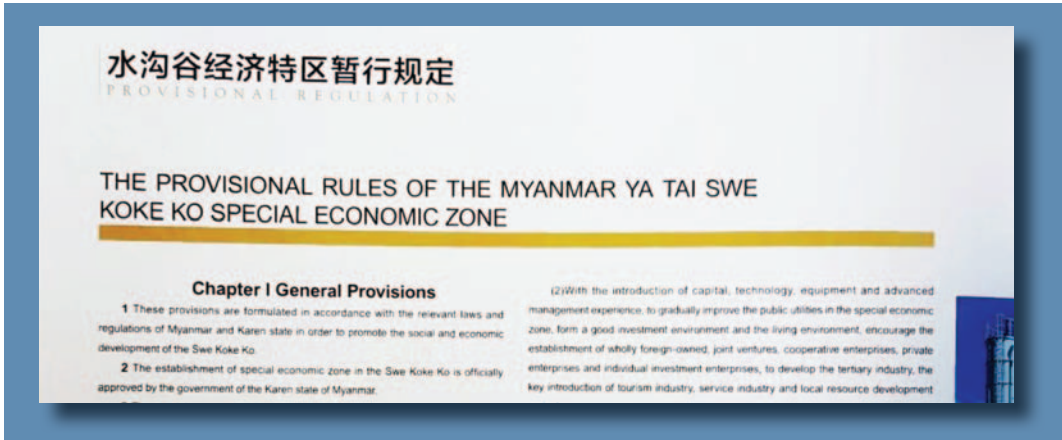 水沟谷经济特区暂行规定
PROVISIONAL REGULATION
THE PROVISIONAL RULES OF THE MYANMAR YA TAI SWE
KOKE KO SPECIAL ECONOMIC ZONE
Chapter I General Provisions
1 These provisions are formulated in accordance with the relevant laws and
regulations of Myanmar and Karen state in order to promote the social and economic
development of the Swe Koke Ko.
2 The establishment of special economic zone in the Swe Koke Ko is officially
approved by the government of the Karen state of Myanmar.
(2)With the introduction of capital, technology, equipment and advanced
management experience, to gradually improve the public utilities in the special economic
zone, form a good investment environment and the living environment, encourage the
establishment of wholly foreign-owned, joint ventures, cooperative enterprises, private
enterprises and individual investment enterprises, to develop the tertiary industry, the
key introduction of tourism industry, service industry and local resource development